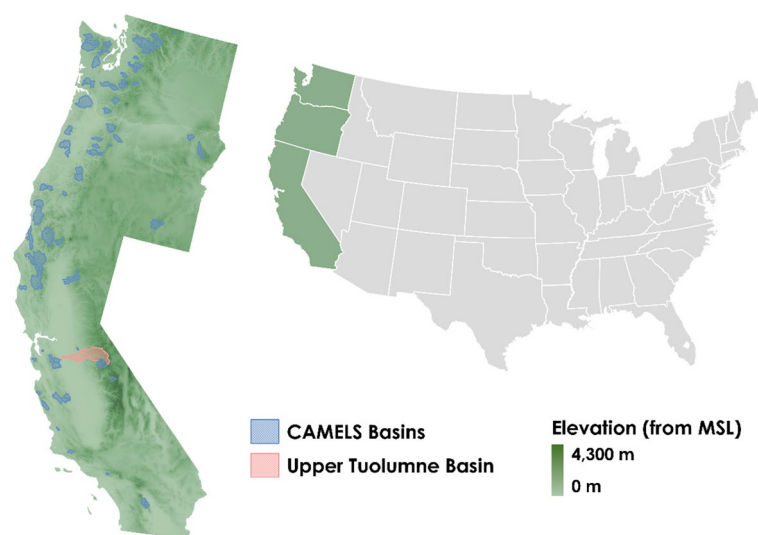 CAMELS Basins
Upper Tuolumne Basin
Elevation (from MSL)
4,300 m
0 m